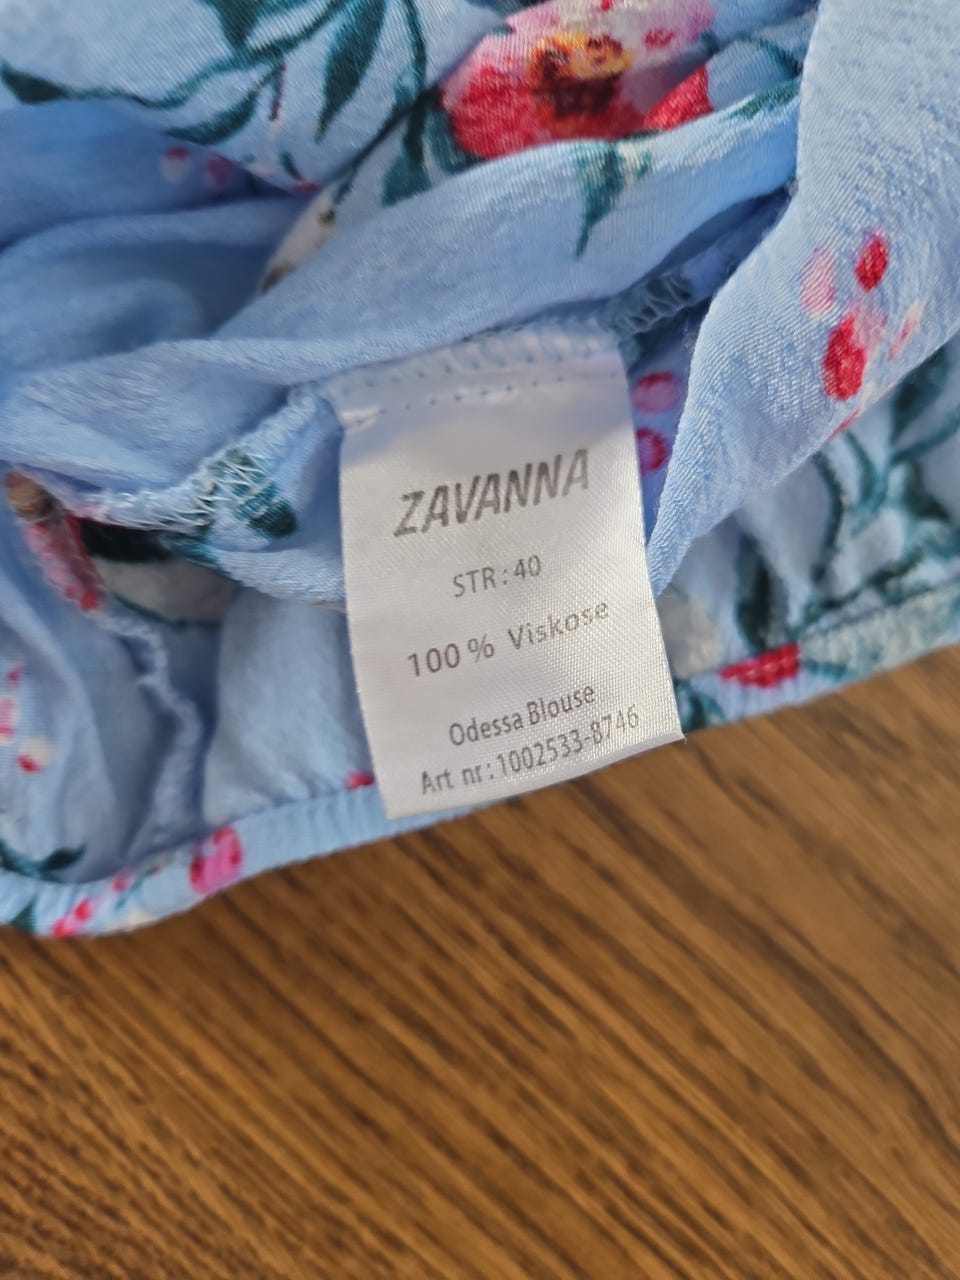 ZAVANNA
STR : 40
100 % Viskose
Odessa Blouse
Art nr : 1002533-8746